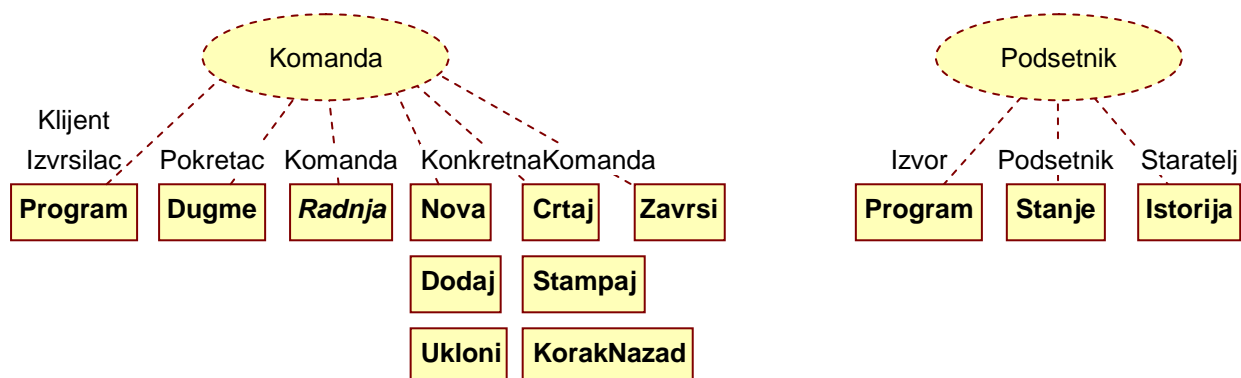 Komanda
Podsetnik
Klijent
Izvrsilac
Pokretac
Komanda
KonkretnaKomanda
Izvor
Podsetnik
Staratelj
Program
Dugme
Radnja
Nova
Crtaj
Zavrsi
Program
Stanje
Istorija
Dodaj
Stampaj
Ukloni
KorakNazad